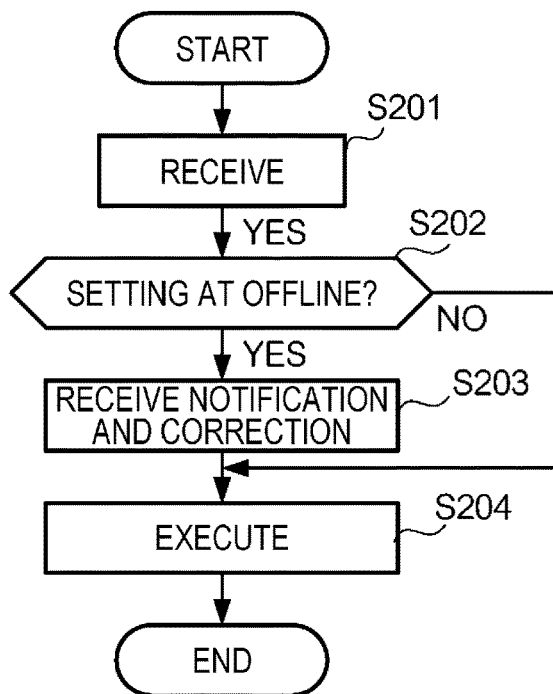 START
S201
RECEIVE
YES
S202
SETTING AT OFFLINE?
NO
YES
S203
RECEIVE NOTIFICATION
AND CORRECTION
S204
EXECUTE
END